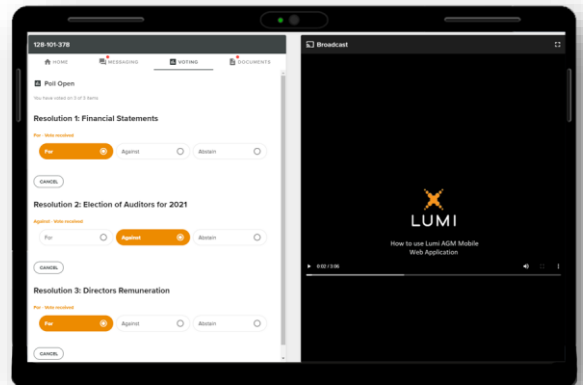 128-101-378
HOME MESSAGING VOTING DOCUMENTS
Poll Open
You have voted on 3 of 3 items
Resolution 1: Financial Statements
For - Vote received
For Against Abstain
CANCEL
Resolution 2: Election of Auditors for 2021
Against - Vote received
For Against Abstain
CANCEL
Resolution 3: Directors Remuneration
For - Vote received
For Against Abstain
CANCEL
Broadcast
LUMI
How to use Lumi AGM Mobile
Web Application
0:02 / 3:06